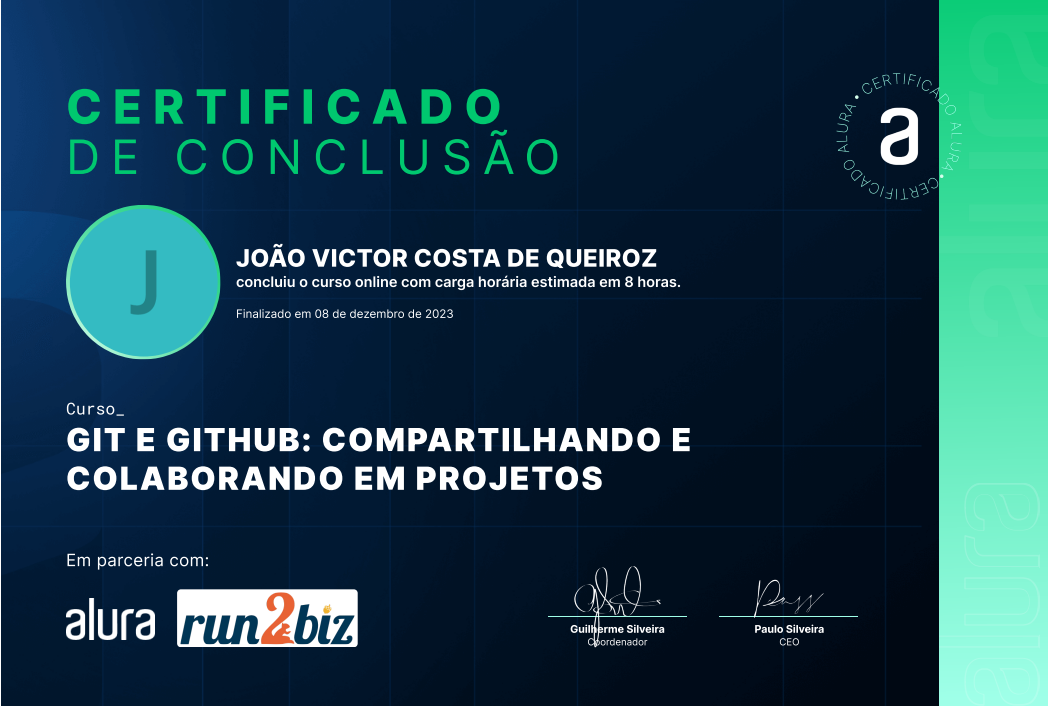 CERTIFICADO
DE CONCLUSÃO
CERTIFICADO ALURA • CERTIFICADO ALURA •
a
J
JOÃO VICTOR COSTA DE QUEIROZ
concluiu o curso online com carga horária estimada em 8 horas.
Finalizado em 08 de dezembro de 2023
Curso_
GIT E GITHUB: COMPARTILHANDO E
COLABORANDO EM PROJETOS
Em parceria com:
alura
run2biz
Guilherme Silveira
Coordenador
Paulo Silveira
CEO
alura
alura